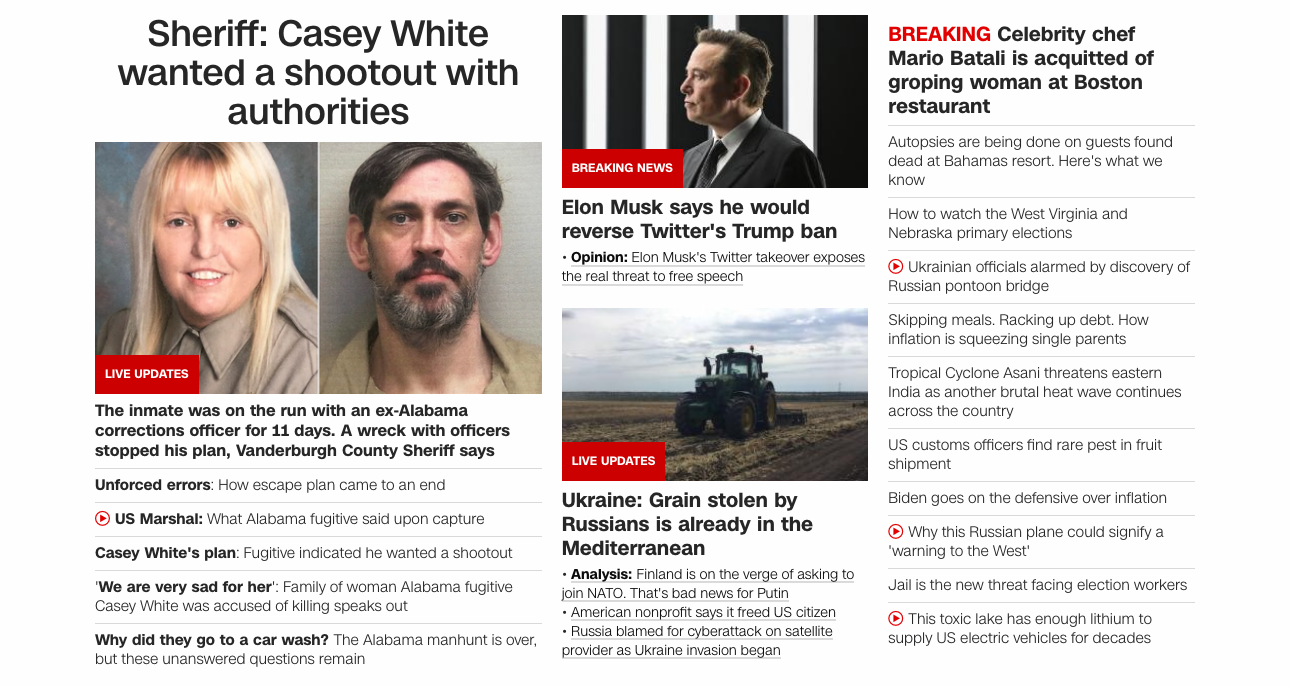 Sheriff: Casey White
wanted a shootout with
authorities
LIVE UPDATES
The inmate was on the run with an ex-Alabama
corrections officer for 11 days. A wreck with officers
stopped his plan, Vanderburgh County Sheriff says
Unforced errors: How escape plan came to an end
US Marshal: What Alabama fugitive said upon capture
Casey White's plan: Fugitive indicated he wanted a shootout
'We are very sad for her': Family of woman Alabama fugitive
Casey White was accused of killing speaks out
Why did they go to a car wash? The Alabama manhunt is over,
but these unanswered questions remain
BREAKING NEWS
Elon Musk says he would
reverse Twitter's Trump ban
• Opinion: Elon Musk's Twitter takeover exposes
the real threat to free speech
LIVE UPDATES
Ukraine: Grain stolen by
Russians is already in the
Mediterranean
• Analysis: Finland is on the verge of asking to
join NATO. That's bad news for Putin
• American nonprofit says it freed US citizen
• Russia blamed for cyberattack on satellite
provider as Ukraine invasion began
BREAKING Celebrity chef
Mario Batali is acquitted of
groping woman at Boston
restaurant
Autopsies are being done on guests found
dead at Bahamas resort. Here's what we
know
How to watch the West Virginia and
Nebraska primary elections
Ukrainian officials alarmed by discovery of
Russian pontoon bridge
Skipping meals. Racking up debt. How
inflation is squeezing single parents
Tropical Cyclone Asani threatens eastern
India as another brutal heat wave continues
across the country
US customs officers find rare pest in fruit
shipment
Biden goes on the defensive over inflation
Why this Russian plane could signify a
'warning to the West'
Jail is the new threat facing election workers
This toxic lake has enough lithium to
supply US electric vehicles for decades